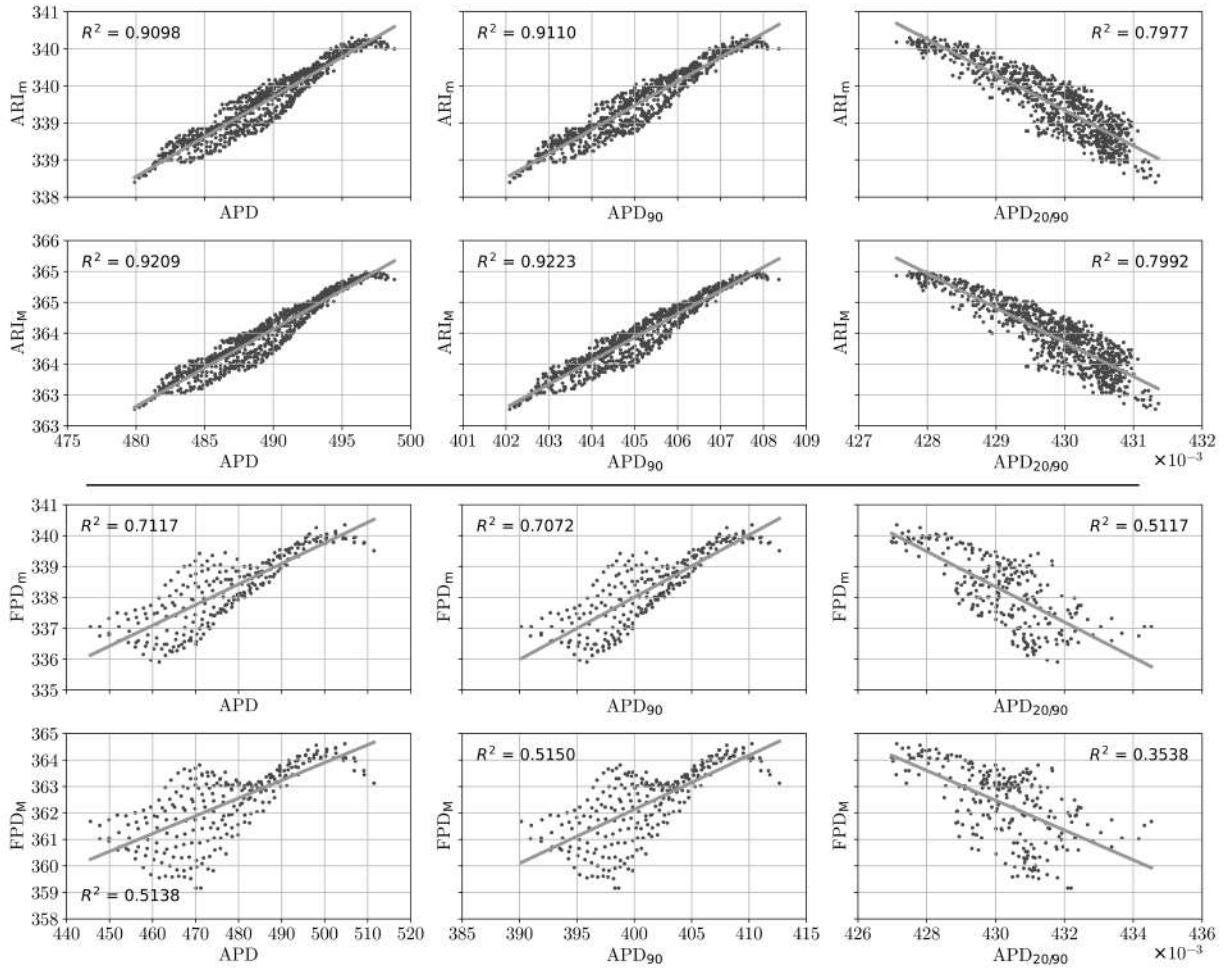 341
340
340
339
339
338
ARIm
R² = 0.9098
APD
R² = 0.9110
ARIm
APD90
R² = 0.7977
ARIm
APD20/90
366
365
365
364
364
363
363
ARIM
R² = 0.9209
475 480 485 490 495 500
APD
R² = 0.9223
ARIM
401 402 403 404 405 406 407 408 409
APD90
R² = 0.7992
ARIM
427 428 429 430 431 432
APD20/90 ×10⁻³
341
340
339
338
337
336
335
FPDm
R² = 0.7117
APD
R² = 0.7072
FPDm
APD90
R² = 0.5117
FPDm
APD20/90
365
364
363
362
361
360
359
358
FPDM
R² = 0.5138
440 450 460 470 480 490 500 510 520
APD
R² = 0.5150
FPDM
385 390 395 400 405 410 415
APD90
R² = 0.3538
FPDM
426 428 430 432 434 436
APD20/90 ×10⁻³